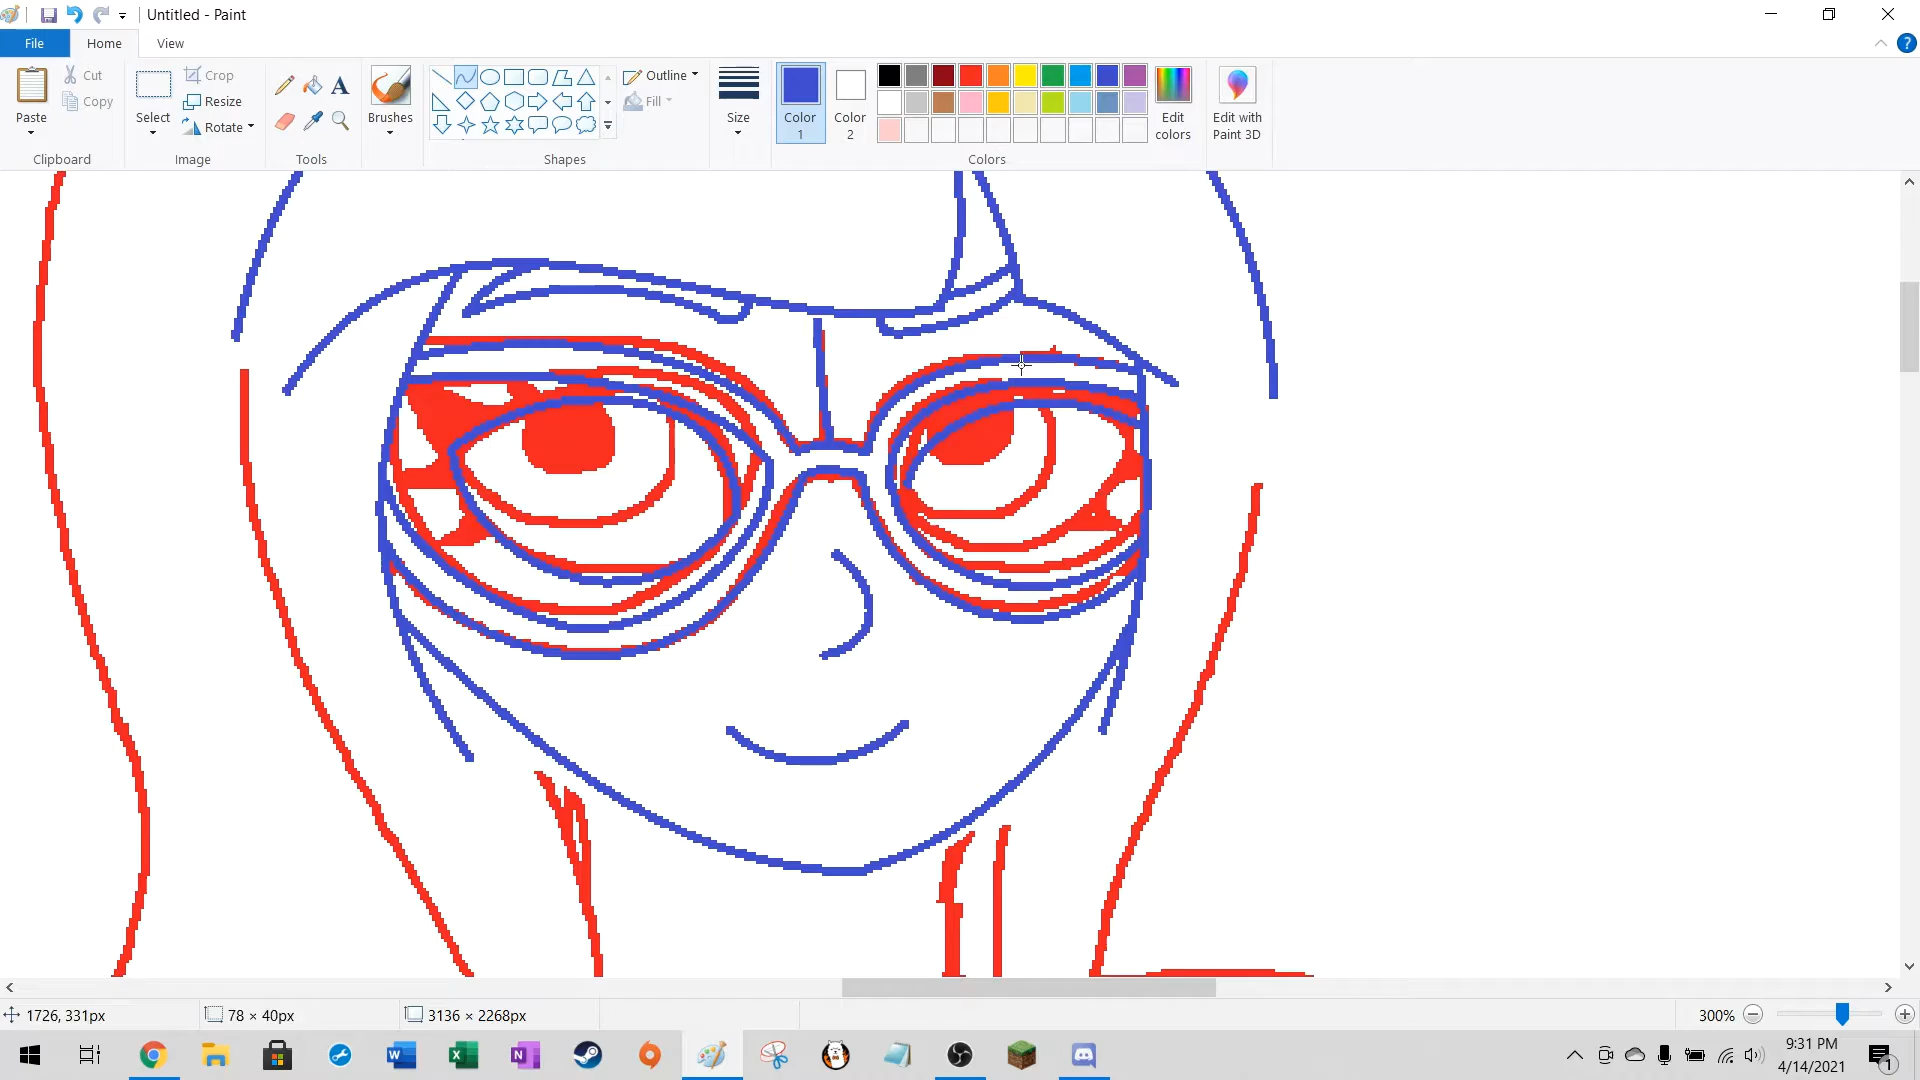 Untitled - Paint
File
Home
View
Paste
Cut
Copy
Clipboard
Select
Crop
Resize
Rotate
Image
Tools
Brushes
Outline
Fill
Shapes
Size
Color
1
Color
2
Edit
colors
Colors
Edit with
Paint 3D
1726, 331px
78 × 40px
3136 × 2268px
300%
9:31 PM
4/14/2021
1